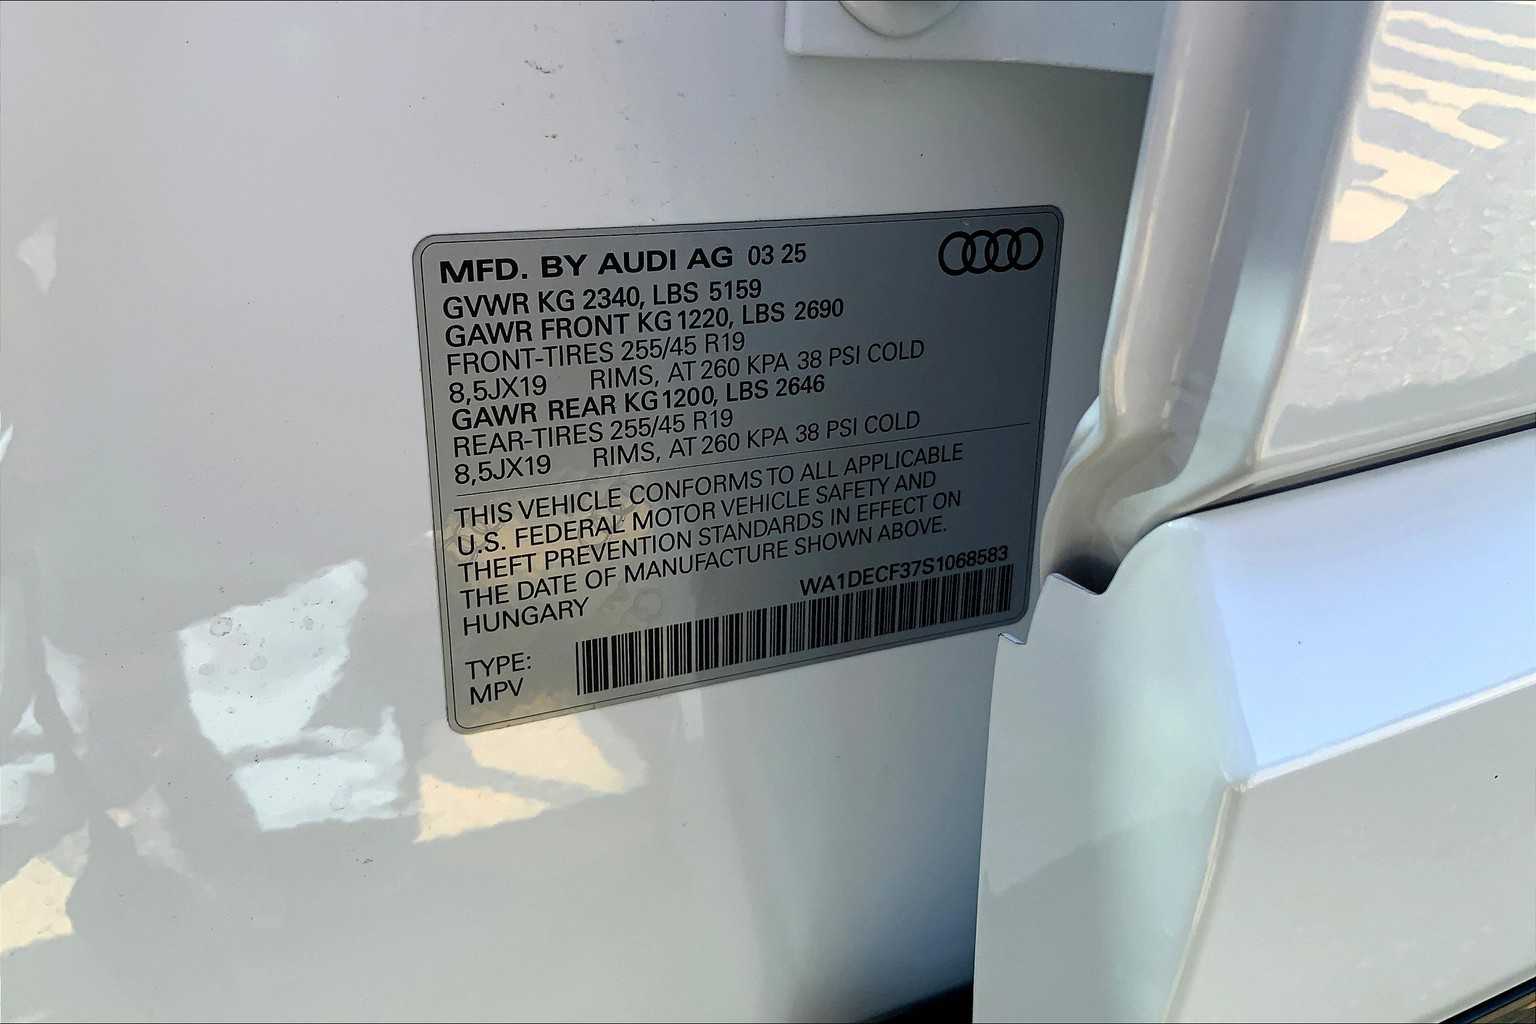 MFD. BY AUDI AG 03 25
GVWR KG 2340, LBS 5159
GAWR FRONT KG 1220, LBS 2690
FRONT-TIRES 255/45 R19
8,5JX19 RIMS, AT 260 KPA 38 PSI COLD
GAWR REAR KG 1200, LBS 2646
REAR-TIRES 255/45 R19
8,5JX19 RIMS, AT 260 KPA 38 PSI COLD
THIS VEHICLE CONFORMS TO ALL APPLICABLE
U.S. FEDERAL MOTOR VEHICLE SAFETY AND
THEFT PREVENTION STANDARDS IN EFFECT ON
THE DATE OF MANUFACTURE SHOWN ABOVE.
HUNGARY
WA1DECF37S1068583
TYPE:
MPV